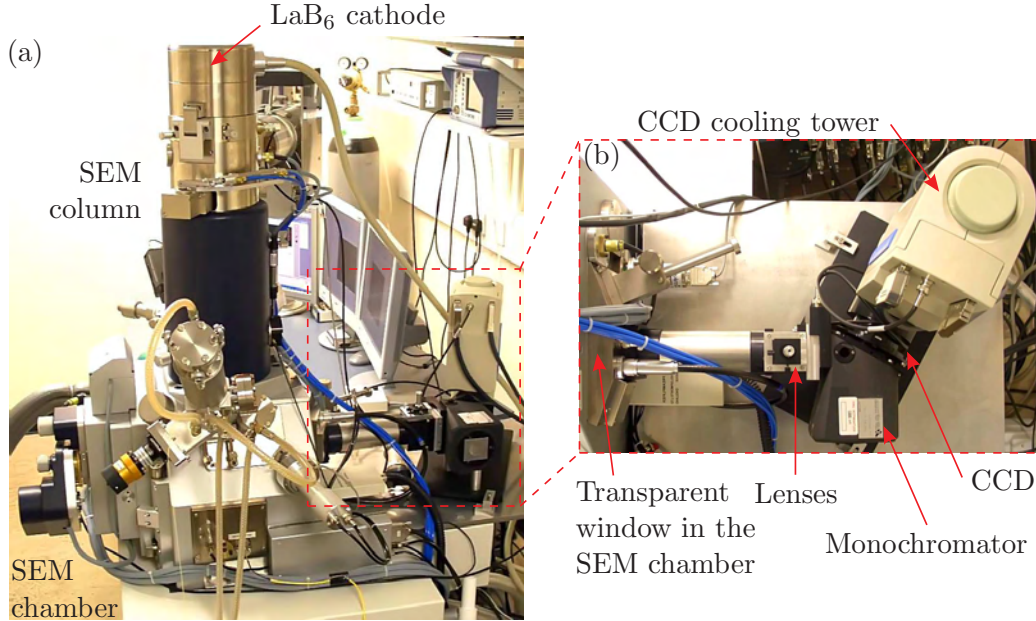 LaB₆ cathode
(a)
SEM
column
SEM
chamber
CCD cooling tower
(b)
Transparent
window in the
SEM chamber
Lenses
CCD
Monochromator